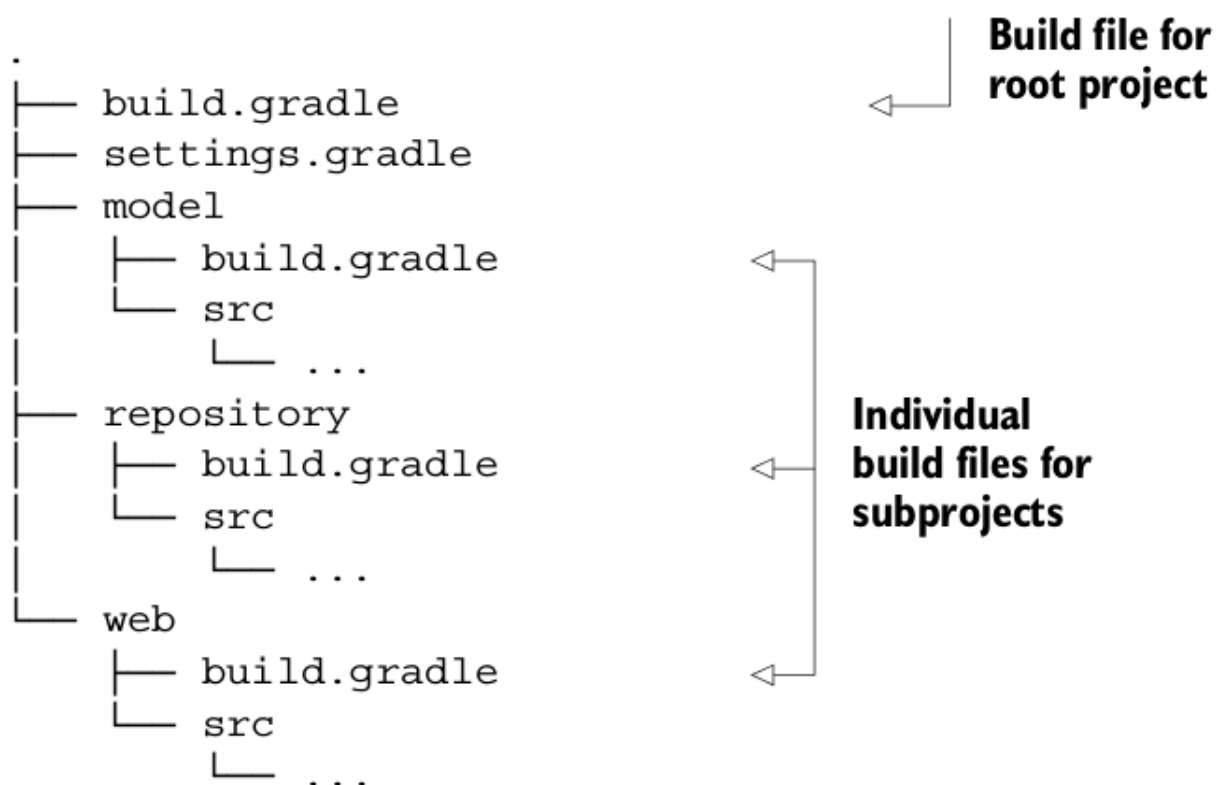 Build file for
root project
.
├── build.gradle
├── settings.gradle
├── model
│   ├── build.gradle
│   └── src
│       └── ...
├── repository
│   ├── build.gradle
│   └── src
│       └── ...
└── web
    ├── build.gradle
    └── src
        └── ...
Individual
build files for
subprojects